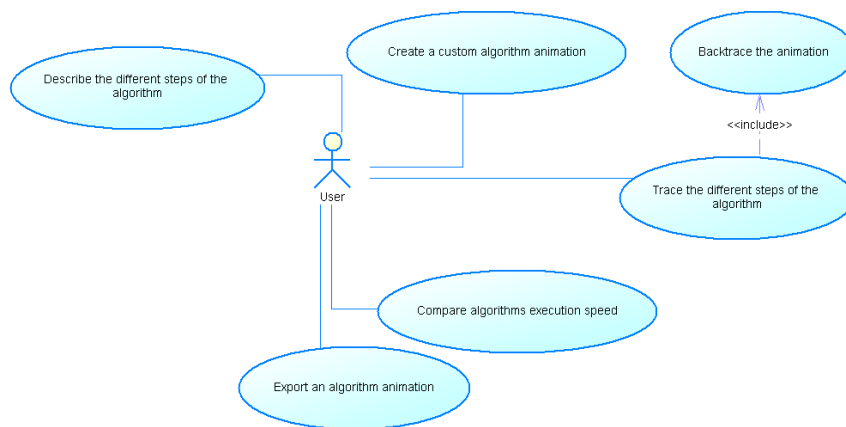 Create a custom algorithm animation
Backtrace the animation
Describe the different steps of the
algorithm
<<include>>
User
Trace the different steps of the
algorithm
Compare algorithms execution speed
Export an algorithm animation